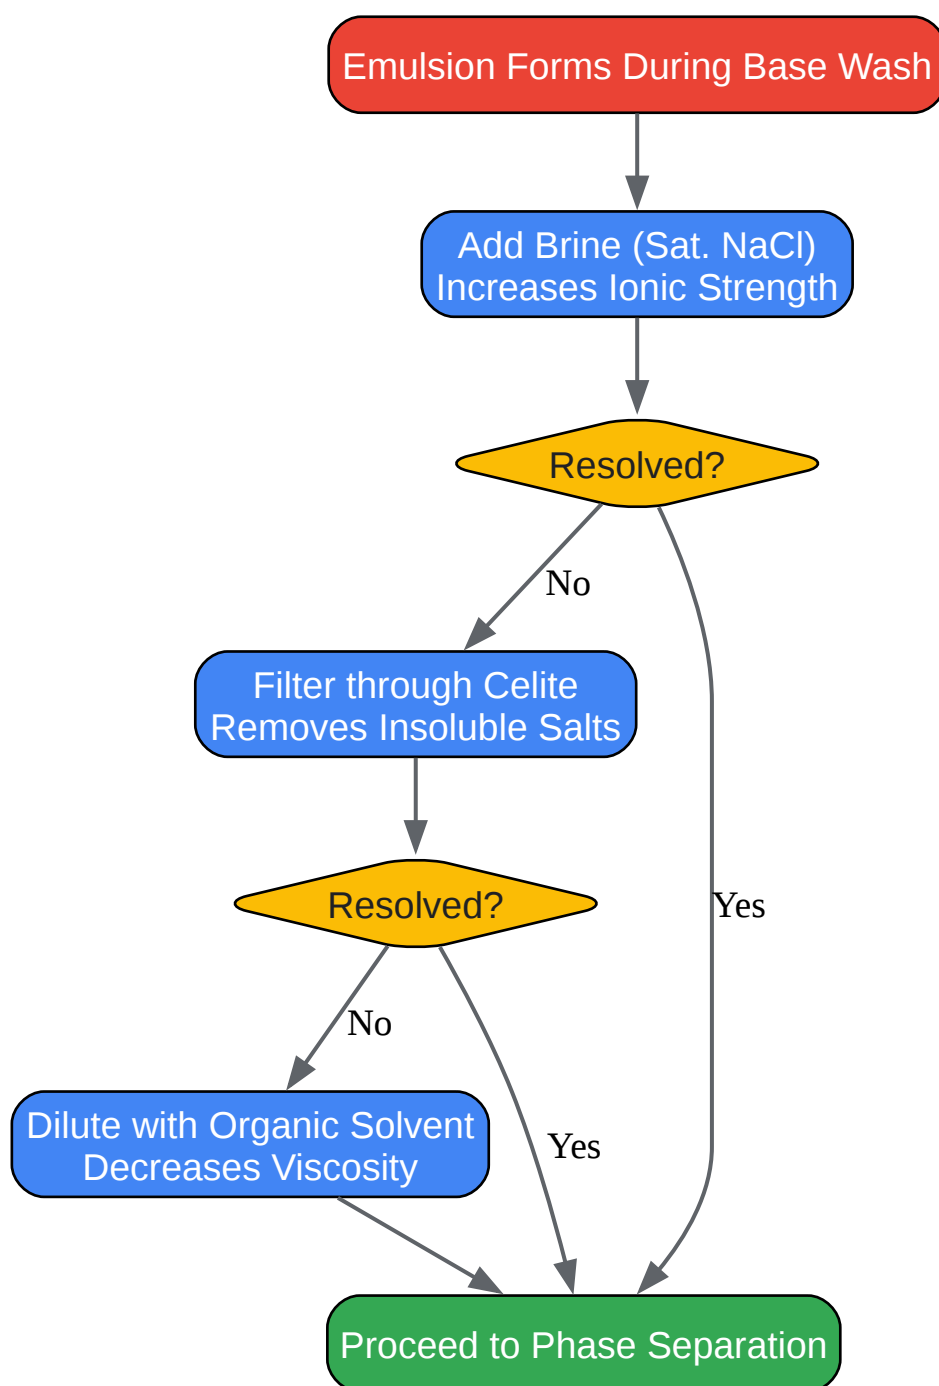 Emulsion Forms During Base Wash
Add Brine (Sat. NaCl)
Increases Ionic Strength
Resolved?
No
Filter through Celite
Removes Insoluble Salts
Resolved?
Yes
No
Dilute with Organic Solvent
Decreases Viscosity
Yes
Proceed to Phase Separation